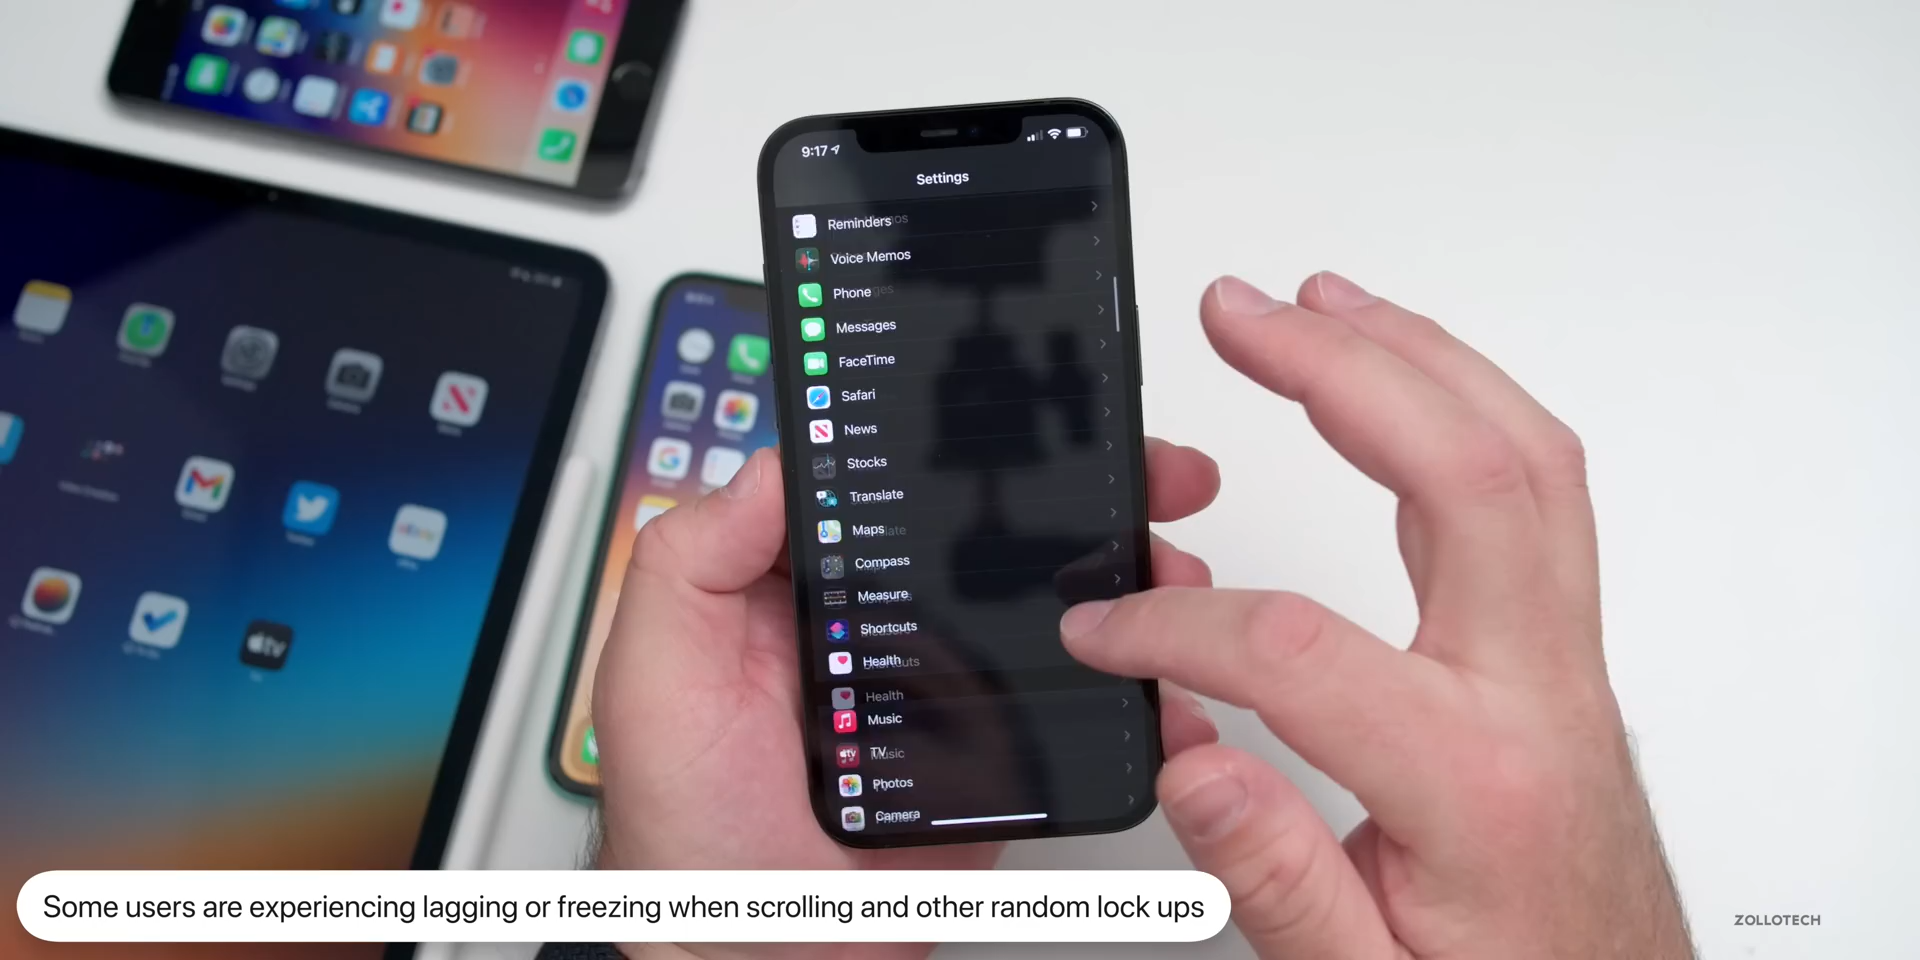 9:17
Settings
Reminders
Voice Memos
Phone
Messages
FaceTime
Safari
News
Stocks
Translate
Maps
Compass
Measure
Shortcuts
Health
Health
Music
TV
Music
Photos
Camera
tv
Some users are experiencing lagging or freezing when scrolling and other random lock ups
ZOLLOTECH